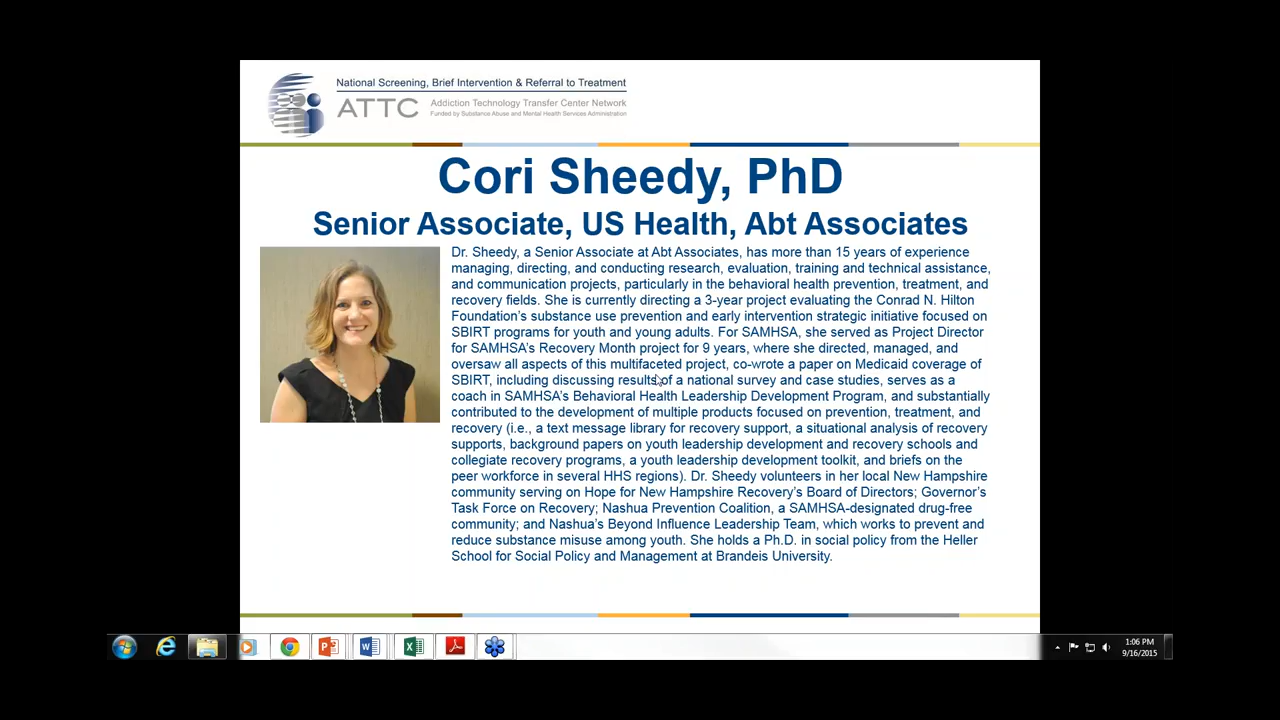 National Screening, Brief Intervention & Referral to Treatment
ATTC
Addiction Technology Transfer Center Network
Funded by Substance Abuse and Mental Health Services Administration
Cori Sheedy, PhD
Senior Associate, US Health, Abt Associates
Dr. Sheedy, a Senior Associate at Abt Associates, has more than 15 years of experience
managing, directing, and conducting research, evaluation, training and technical assistance,
and communication projects, particularly in the behavioral health prevention, treatment, and
recovery fields. She is currently directing a 3-year project evaluating the Conrad N. Hilton
Foundation's substance use prevention and early intervention strategic initiative focused on
SBIRT programs for youth and young adults. For SAMHSA, she served as Project Director
for SAMHSA's Recovery Month project for 9 years, where she directed, managed, and
oversaw all aspects of this multifaceted project, co-wrote a paper on Medicaid coverage of
SBIRT, including discussing results of a national survey and case studies, serves as a
coach in SAMHSA's Behavioral Health Leadership Development Program, and substantially
contributed to the development of multiple products focused on prevention, treatment, and
recovery (i.e., a text message library for recovery support, a situational analysis of recovery
supports, background papers on youth leadership development and recovery schools and
collegiate recovery programs, a youth leadership development toolkit, and briefs on the
peer workforce in several HHS regions). Dr. Sheedy volunteers in her local New Hampshire
community serving on Hope for New Hampshire Recovery's Board of Directors; Governor's
Task Force on Recovery; Nashua Prevention Coalition, a SAMHSA-designated drug-free
community; and Nashua's Beyond Influence Leadership Team, which works to prevent and
reduce substance misuse among youth. She holds a Ph.D. in social policy from the Heller
School for Social Policy and Management at Brandeis University.
1:06 PM
9/16/2015